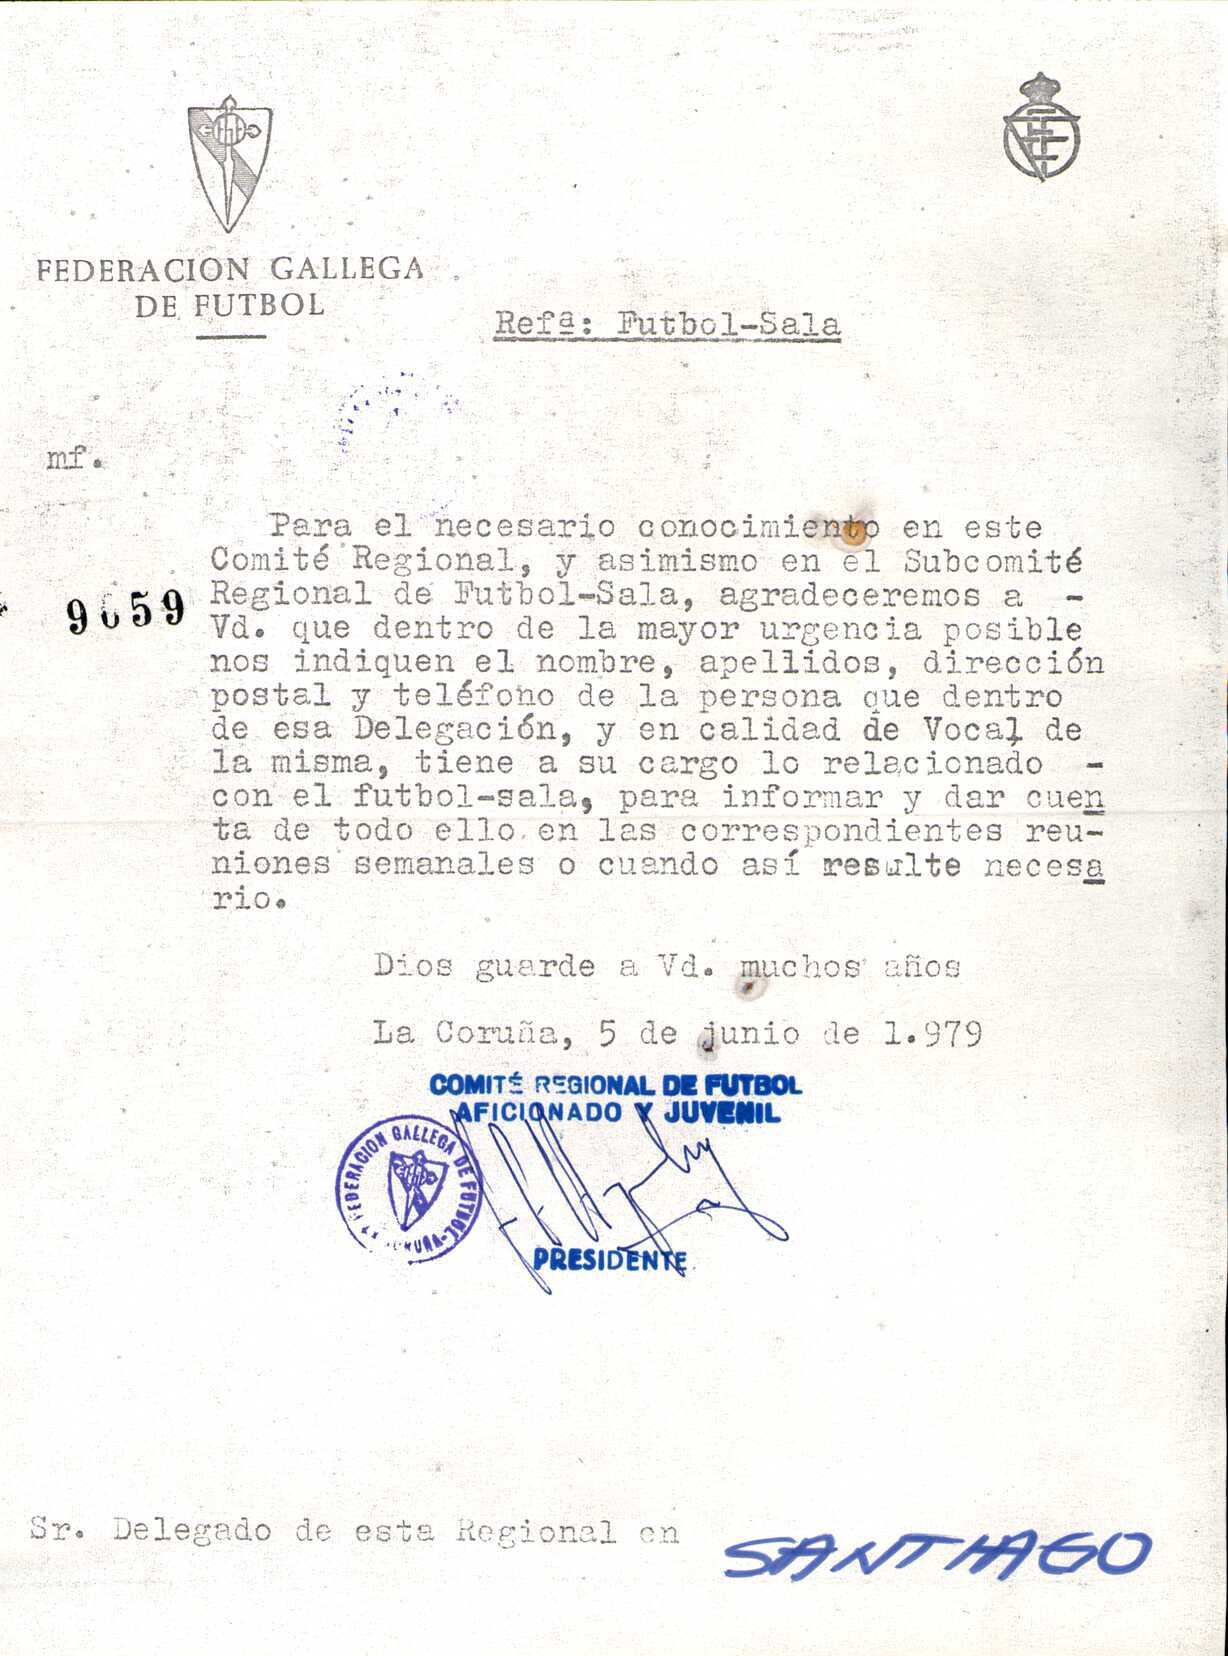 FEDERACION GALLEGA
DE FUTBOL
Refª: Futbol-Sala
mf.
Para el necesario conocimiento en este
Comité Regional, y asimismo en el Subcomité
Regional de Futbol-Sala, agradeceremos a -
9659
Vd. que dentro de la mayor urgencia posible
nos indiquen el nombre, apellidos, dirección
postal y teléfono de la persona que dentro
de esa Delegación, y en calidad de Vocal de
la misma, tiene a su cargo lo relacionado -
con el futbol-sala, para informar y dar cuen
ta de todo ello en las correspondientes reu-
niones semanales o cuando así resulte necesa
rio.
Dios guarde a Vd. muchos años
La Coruña, 5 de junio de 1.979
COMITÉ REGIONAL DE FUTBOL
AFICIONADO Y JUVENIL
FEDERACION GALLEGA DE FUTBOL
PRESIDENTE
Sr. Delegado de esta Regional en SANTIAGO